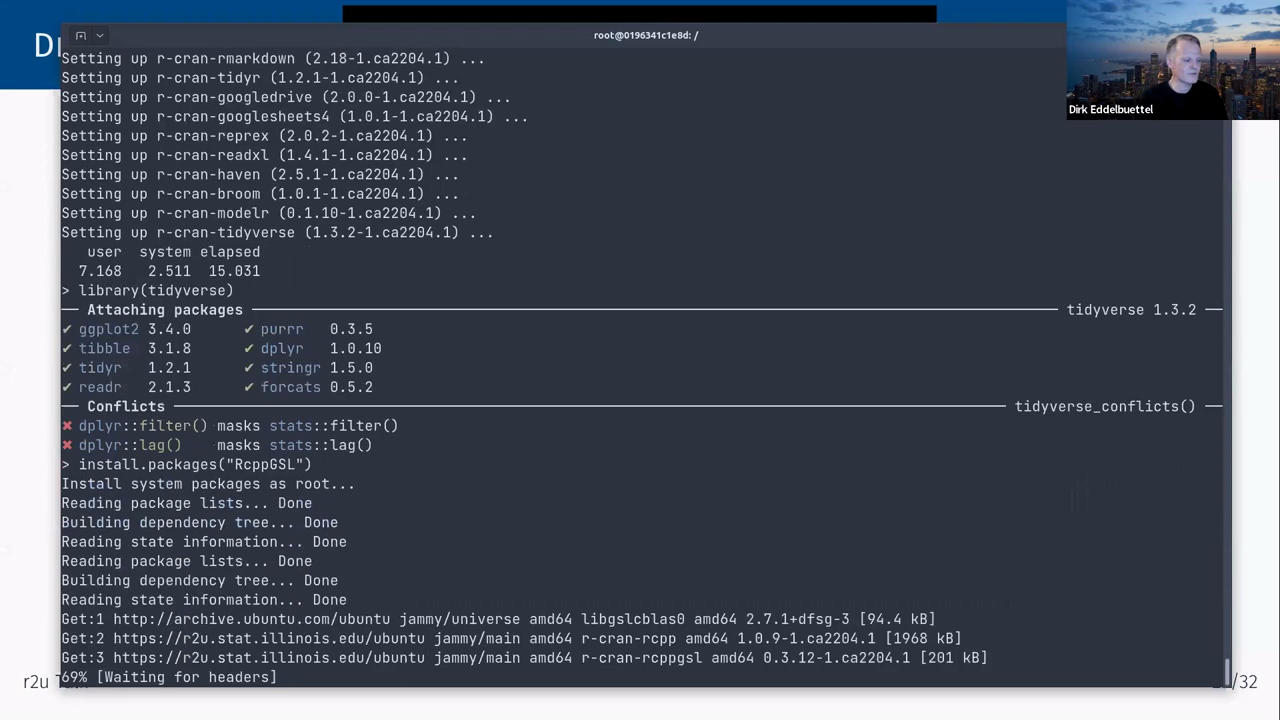 D
root@0196341c1e8d: /
Setting up r-cran-rmarkdown (2.18-1.ca2204.1) ...
Setting up r-cran-tidyr (1.2.1-1.ca2204.1) ...
Setting up r-cran-googledrive (2.0.0-1.ca2204.1) ...
Setting up r-cran-googlesheets4 (1.0.1-1.ca2204.1) ...
Setting up r-cran-reprex (2.0.2-1.ca2204.1) ...
Setting up r-cran-readxl (1.4.1-1.ca2204.1) ...
Setting up r-cran-haven (2.5.1-1.ca2204.1) ...
Setting up r-cran-broom (1.0.1-1.ca2204.1) ...
Setting up r-cran-modelr (0.1.10-1.ca2204.1) ...
Setting up r-cran-tidyverse (1.3.2-1.ca2204.1) ...
user system elapsed
7.168 2.511 15.031
> library(tidyverse)
── Attaching packages ── tidyverse 1.3.2 ──
✔ ggplot2 3.4.0 ✔ purrr 0.3.5
✔ tibble 3.1.8 ✔ dplyr 1.0.10
✔ tidyr 1.2.1 ✔ stringr 1.5.0
✔ readr 2.1.3 ✔ forcats 0.5.2
── Conflicts ── tidyverse_conflicts() ──
✖ dplyr::filter() masks stats::filter()
✖ dplyr::lag() masks stats::lag()
> install.packages("RcppGSL")
Install system packages as root...
Reading package lists... Done
Building dependency tree... Done
Reading state information... Done
Reading package lists... Done
Building dependency tree... Done
Reading state information... Done
Get:1 http://archive.ubuntu.com/ubuntu jammy/universe amd64 libgslcblas0 amd64 2.7.1+dfsg-3 [94.4 kB]
Get:2 https://r2u.stat.illinois.edu/ubuntu jammy/main amd64 r-cran-rcpp amd64 1.0.9-1.ca2204.1 [1968 kB]
Get:3 https://r2u.stat.illinois.edu/ubuntu jammy/main amd64 r-cran-rcppgsl amd64 0.3.12-1.ca2204.1 [201 kB]
69% [Waiting for headers]
Dirk Eddelbuettel
r2u
/32